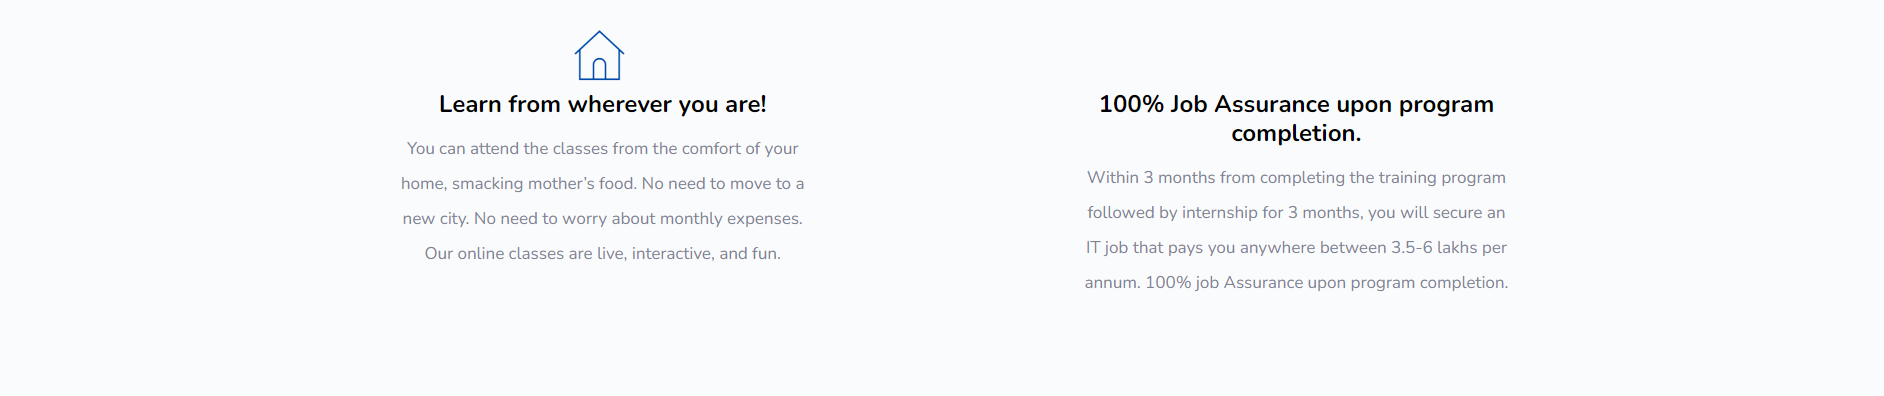 Learn from wherever you are!
You can attend the classes from the comfort of your
home, smacking mother’s food. No need to move to a
new city. No need to worry about monthly expenses.
Our online classes are live, interactive, and fun.
100% Job Assurance upon program
completion.
Within 3 months from completing the training program
followed by internship for 3 months, you will secure an
IT job that pays you anywhere between 3.5-6 lakhs per
annum. 100% job Assurance upon program completion.